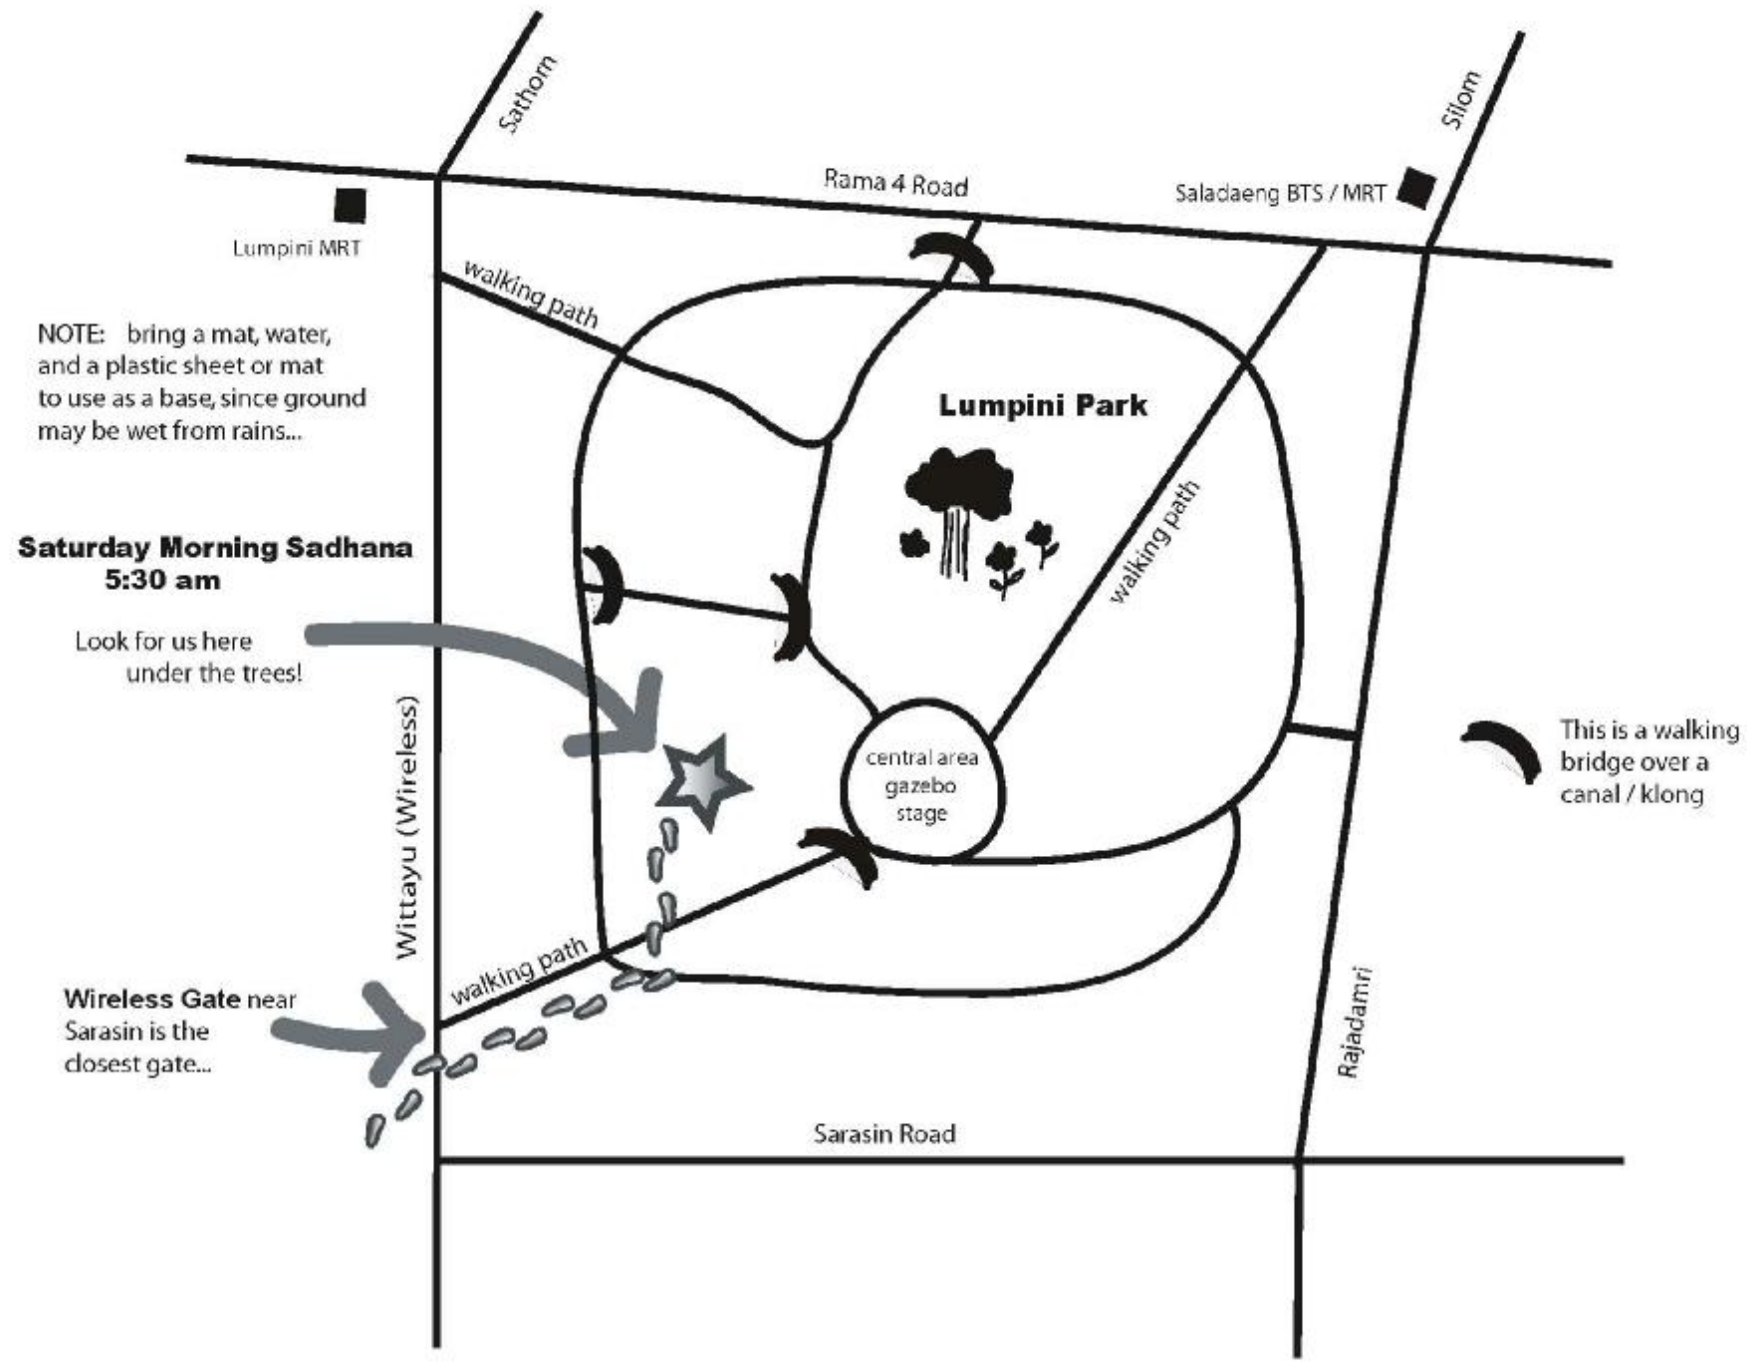 Sathorn
Silom
Rama 4 Road
Saladaeng BTS / MRT
Lumpini MRT
walking path
NOTE: bring a mat, water,
and a plastic sheet or mat
to use as a base, since ground
may be wet from rains...
Lumpini Park
walking path
Saturday Morning Sadhana
5:30 am
Look for us here
under the trees!
central area
gazebo
stage
This is a walking
bridge over a
canal / klong
Wittayu (Wireless)
walking path
Wireless Gate near
Sarasin is the
closest gate...
Rajadamri
Sarasin Road